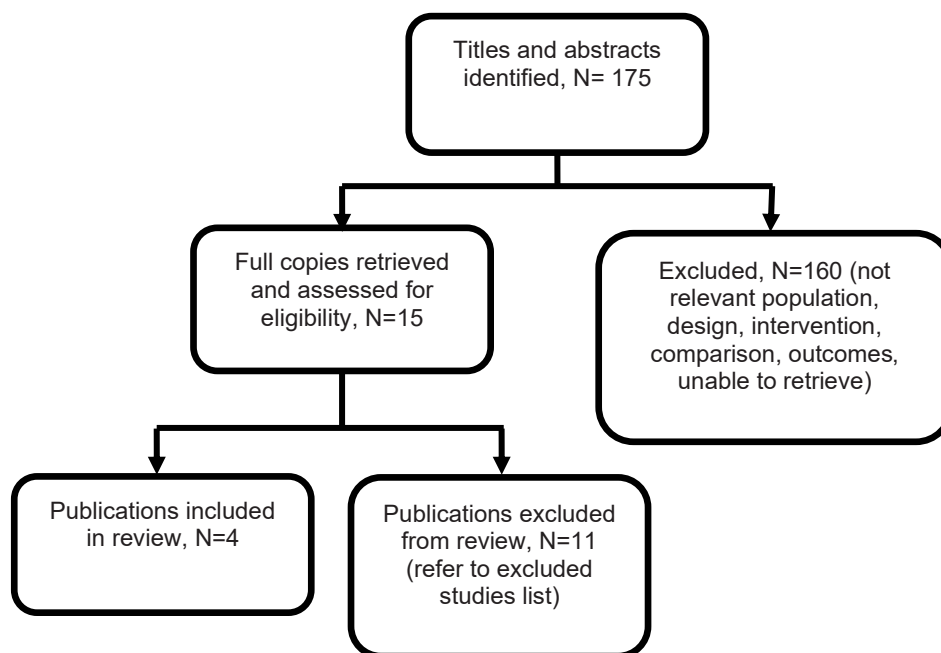 Titles and abstracts
identified, N= 175
Full copies retrieved
and assessed for
eligibility, N=15
Excluded, N=160 (not
relevant population,
design, intervention,
comparison, outcomes,
unable to retrieve)
Publications included
in review, N=4
Publications excluded
from review, N=11
(refer to excluded
studies list)